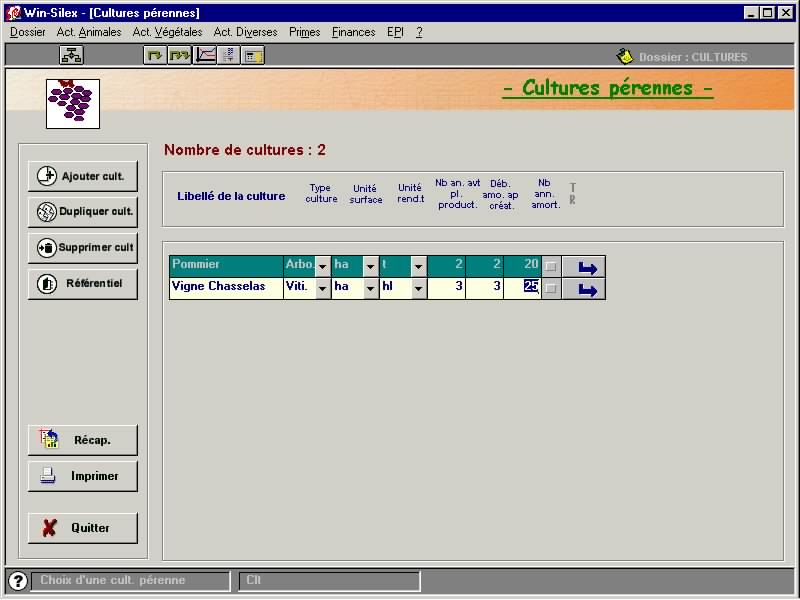 Win-Silex - [Cultures pérennes]
Dossier Act. Animales Act. Végétales Act. Diverses Primes Finances EPI ?
Dossier : CULTURES
- Cultures pérennes -
Nombre de cultures : 2
Ajouter cult.
Dupliquer cult.
Supprimer cult
Référentiel
Libellé de la culture
Type culture
Unité surface
Unité rend.t
Nb an. avt pl. product.
Déb. amo. ap créat.
Nb ann. amort.
T R
Pommier Arbo. ha t 2 2 20
Vigne Chasselas Viti. ha hl 3 3 25
Récap.
Imprimer
Quitter
? Choix d'une cult. pérenne Clt